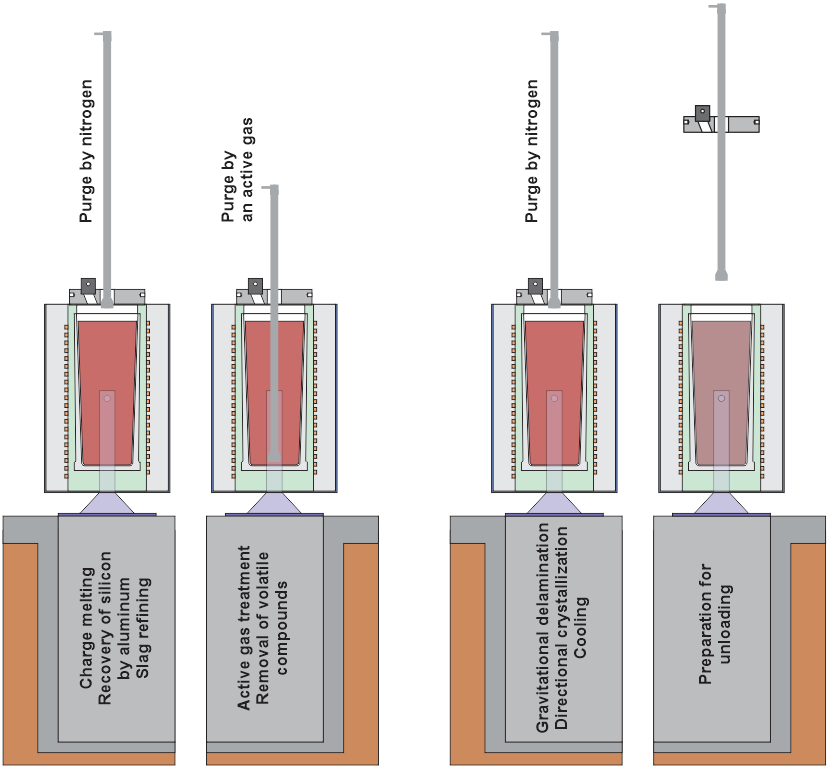 Purge by nitrogen
Purge by
an active gas
Purge by nitrogen
Charge melting
Recovery of silicon
by aluminum
Slag refining
Active gas treatment
Removal of volatile
compounds
Gravitational delamination
Directional crystallization
Cooling
Preparation for
unloading